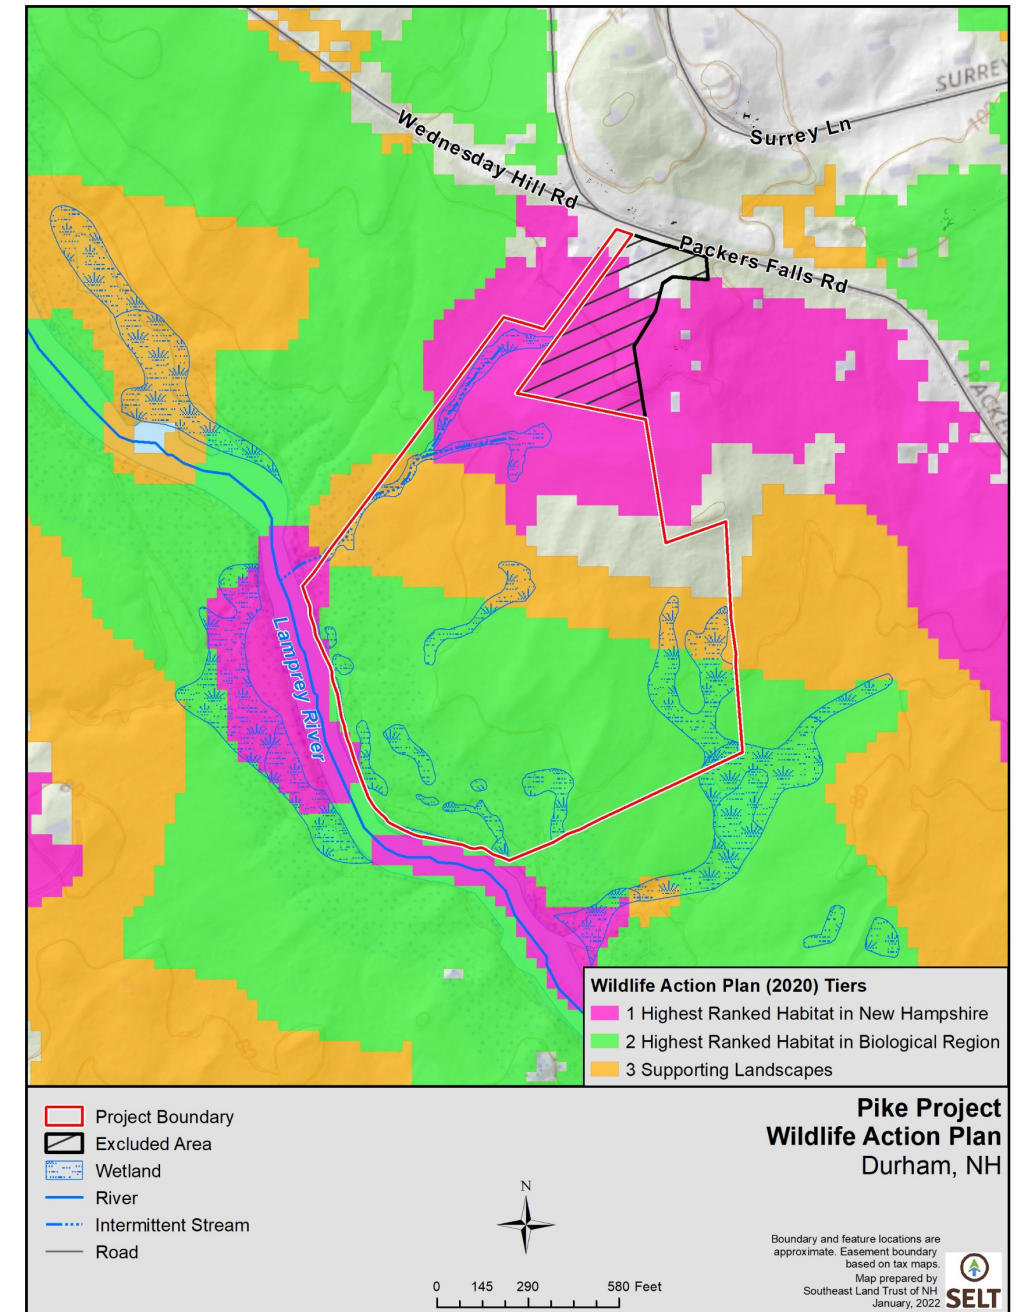 SURREY
Surrey Ln
Wednesday Hill Rd
Packers Falls Rd
Lamprey River
80
80
Wildlife Action Plan (2020) Tiers
1 Highest Ranked Habitat in New Hampshire
2 Highest Ranked Habitat in Biological Region
3 Supporting Landscapes
Project Boundary
Excluded Area
Wetland
River
Intermittent Stream
Road
N
0 145 290 580 Feet
Pike Project
Wildlife Action Plan
Durham, NH
Boundary and feature locations are
approximate. Easement boundary
based on tax maps.
Map prepared by
Southeast Land Trust of NH
January, 2022
SELT